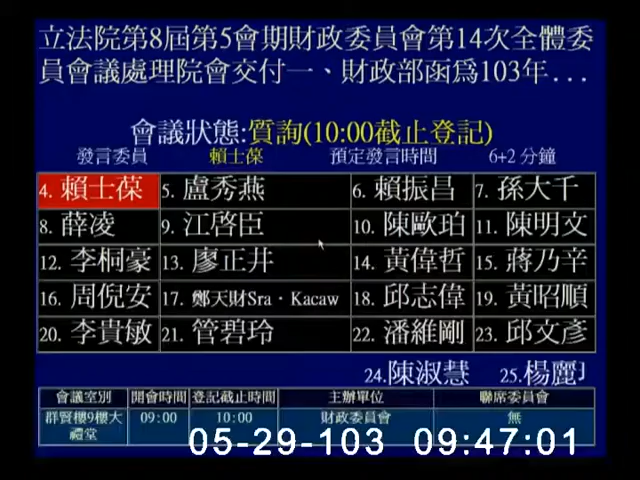 立法院第8屆第5會期財政委員會第14次全體委
員會議處理院會交付一、財政部函為103年...
會議狀態:質詢(10:00截止登記)
發言委員 賴士葆 預定發言時間 6+2 分鐘
4. 賴士葆 5. 盧秀燕 6. 賴振昌 7. 孫大千
8. 薛凌 9. 江啓臣 10. 陳歐珀 11. 陳明文
12. 李桐豪 13. 廖正井 14. 黃偉哲 15. 蔣乃辛
16. 周倪安 17. 鄭天財Sra．Kacaw 18. 邱志偉 19. 黃昭順
20. 李貴敏 21. 管碧玲 22. 潘維剛 23. 邱文彥
24.陳淑慧 25.楊麗
會議室別 開會時間 登記截止時間 主辦單位 聯席委員會
群賢樓9樓大 09:00 10:00 財政委員會 無
禮堂
05-29-103 09:47:01